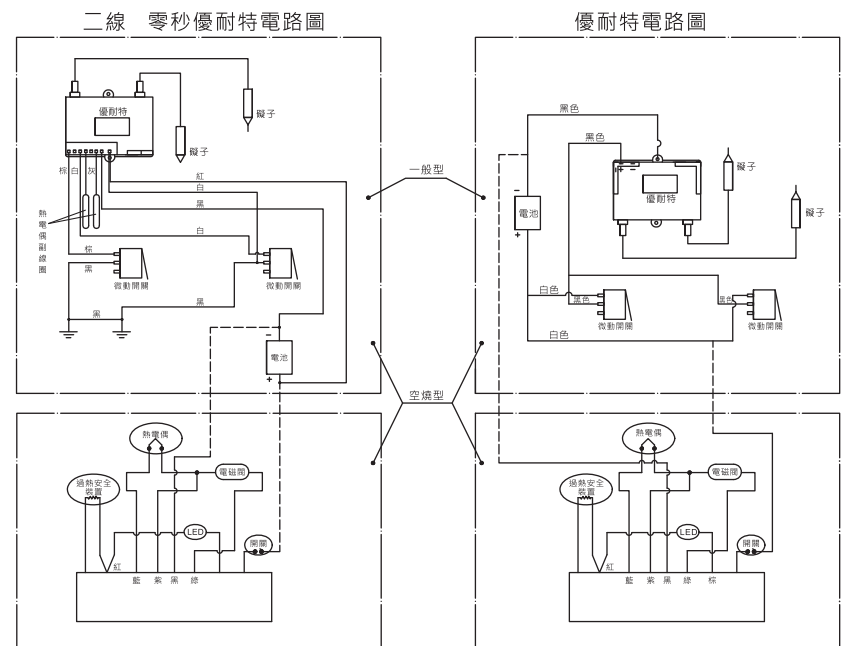 二線 零秒優耐特電路圖
優耐特電路圖
優耐特
礙子
礙子
棕 白 灰
紅
白
黑
白
熱電偶副線圈
棕
黑
微動開關
微動開關
黑
黑
電池
− +
一般型
空燒型
黑色
黑色
優耐特
礙子
礙子
電池
− +
白色
黑色
黑色
微動開關
微動開關
白色
熱電偶
過熱安全
裝置
電磁閥
LED
開關
紅 藍 紫 黑 綠
熱電偶
過熱安全
裝置
電磁閥
LED
開關
紅 藍 紫 黑 綠 棕